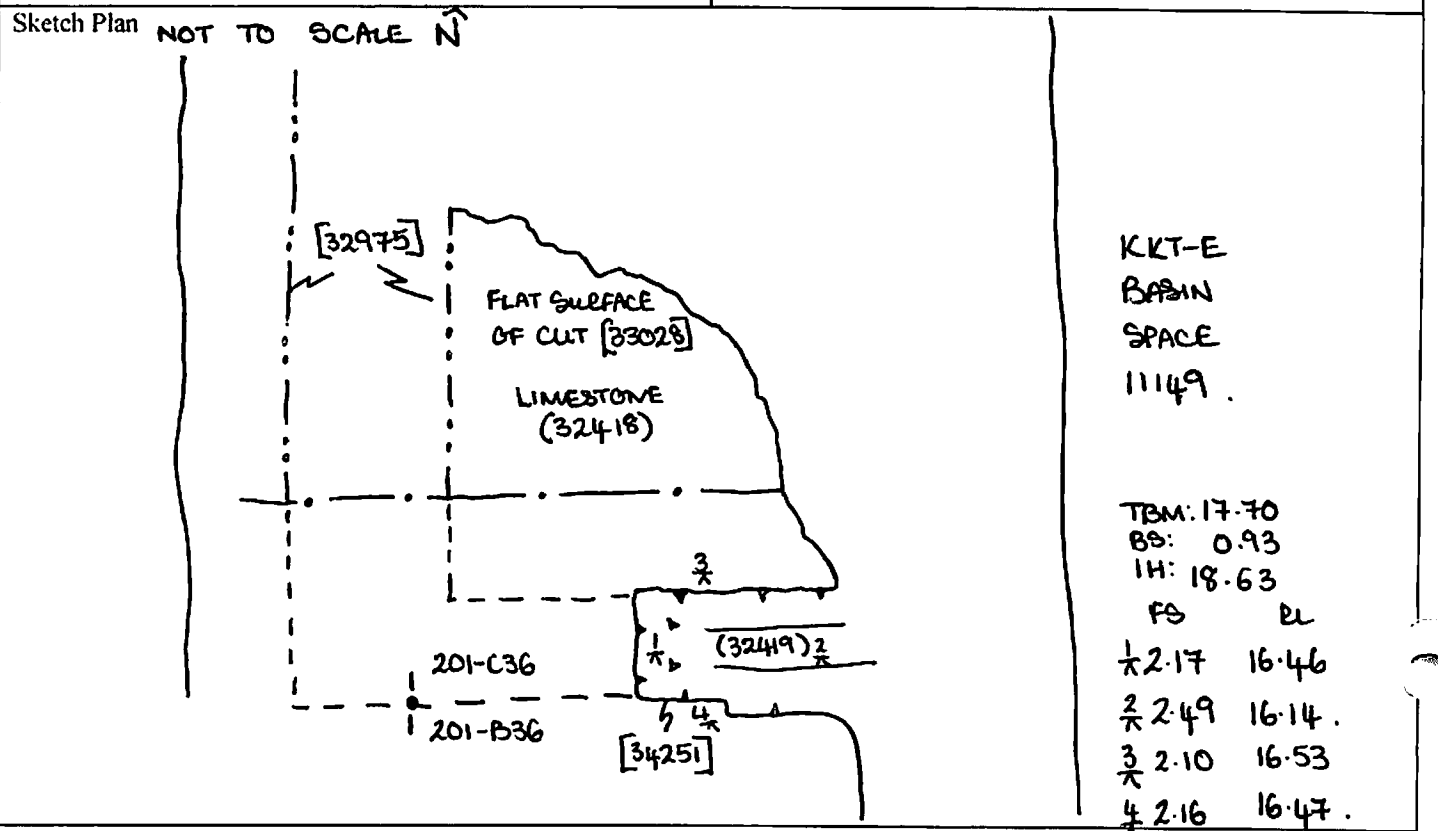 Sketch Plan NOT TO SCALE N
[32975]
FLAT SURFACE
OF CUT [33028]
LIMESTONE
(32418)
3
1
(32419) 2
201-C36
201-B36
4
[34251]
KKT-E
BASIN
SPACE
11149.
TBM: 17.70
BS: 0.93
IH: 18.63
FS RL
1 2.17 16.46
2 2.49 16.14.
3 2.10 16.53
4 2.16 16.47.